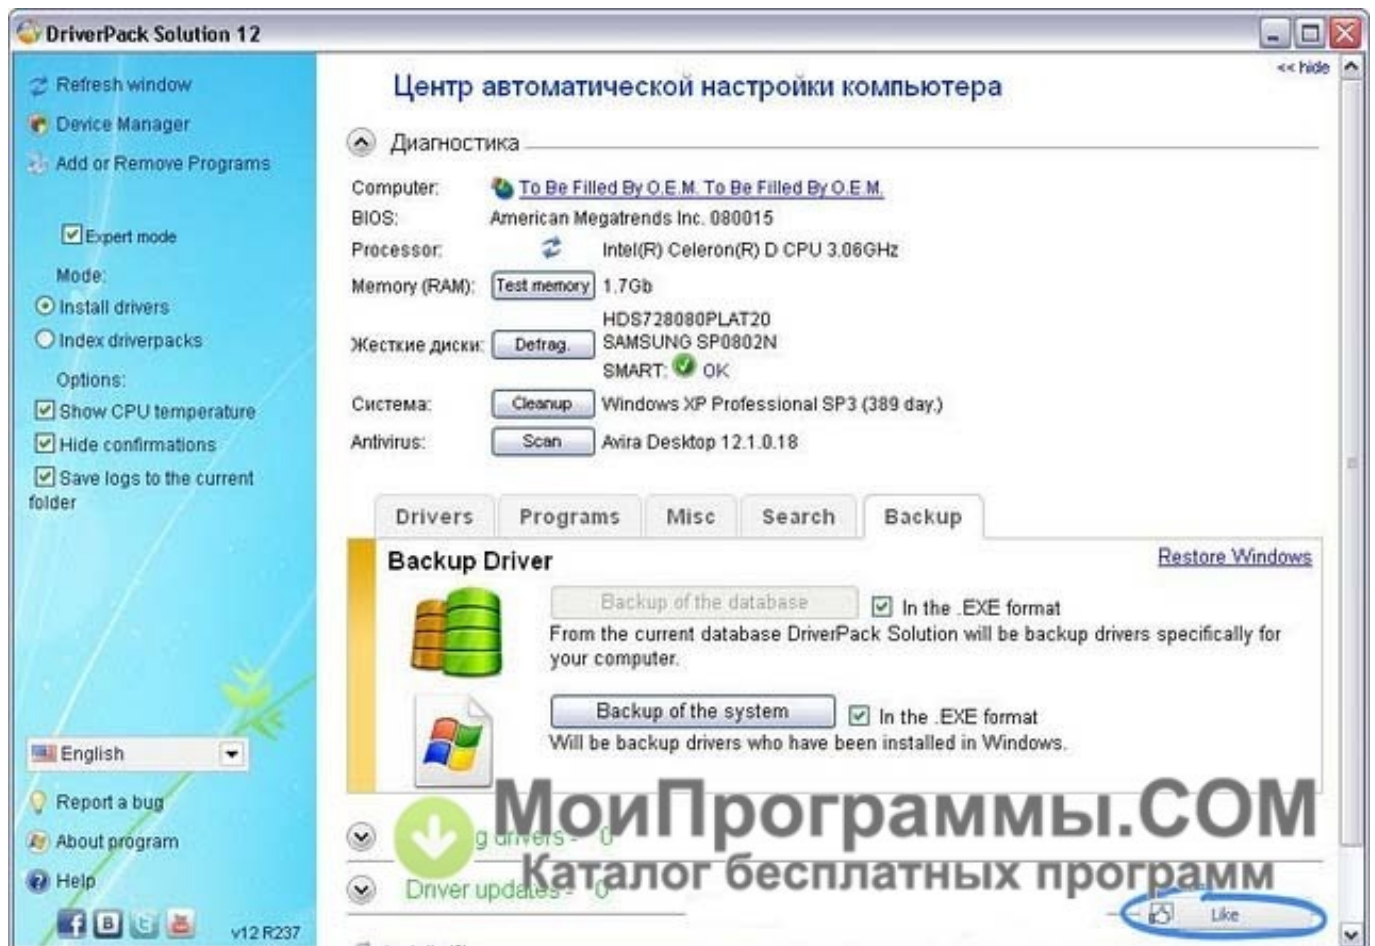 DriverPack Solution 12
Refresh window
Device Manager
Add or Remove Programs
Expert mode
Mode:
Install drivers
Index driverpacks
Options:
Show CPU temperature
Hide confirmations
Save logs to the current
folder
English
Report a bug
About program
Help
v12 R237
<< hide
Центр автоматической настройки компьютера
Диагностика
Computer: To Be Filled By O.E.M. To Be Filled By O.E.M.
BIOS: American Megatrends Inc. 080015
Processor: Intel(R) Celeron(R) D CPU 3.06GHz
Memory (RAM): Test memory 1.7Gb
HDS728080PLAT20
Жесткие диски: Defrag. SAMSUNG SP0802N
SMART: OK
Система: Cleanup Windows XP Professional SP3 (389 day.)
Antivirus: Scan Avira Desktop 12.1.0.18
Drivers Programs Misc Search Backup
Backup Driver Restore Windows
Backup of the database In the .EXE format
From the current database DriverPack Solution will be backup drivers specifically for
your computer.
Backup of the system In the .EXE format
Will be backup drivers who have been installed in Windows.
МоиПрограммы.COM
drivers - 0
Каталог бесплатных программ
Driver updates - 0
Like